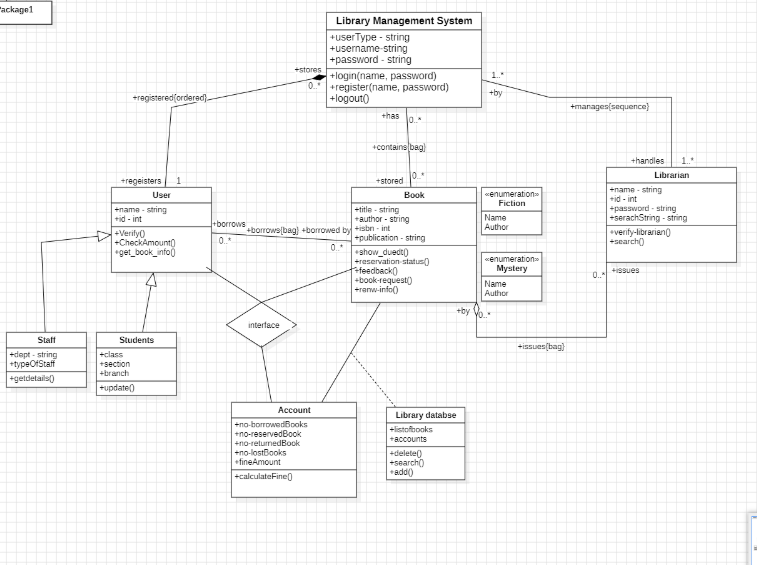 Package1
Library Management System
+userType - string
+username-string
+password - string
+login(name, password)
+register(name, password)
+logout()
+stores
0..*
+registered{ordered}
+regeisters
1
+has
0..*
+contains{bag}
0..*
+stored
1..*
+by
+manages{sequence}
+handles
1..*
User
+name - string
+id - int
+Verify()
+CheckAmount()
+get_book_info()
+borrows
0..*
+borrows{bag}
+borrowed by
0..*
Book
+title - string
+author - string
+isbn - int
+publication - string
+show_duedt()
+reservation-status()
+feedback()
+book-request()
+renw-info()
«enumeration»
Fiction
Name
Author
«enumeration»
Mystery
Name
Author
Librarian
+name - string
+id - int
+password - string
+serachString - string
+verify-librarian()
+search()
0..*
+issues
+by
0..*
+issues{bag}
interface
Staff
+dept - string
+typeOfStaff
+getdetails()
Students
+class
+section
+branch
+update()
Account
+no-borrowedBooks
+no-reservedBook
+no-returnedBook
+no-lostBooks
+fineAmount
+calculateFine()
Library databse
+listofbooks
+accounts
+delete()
+search()
+add()